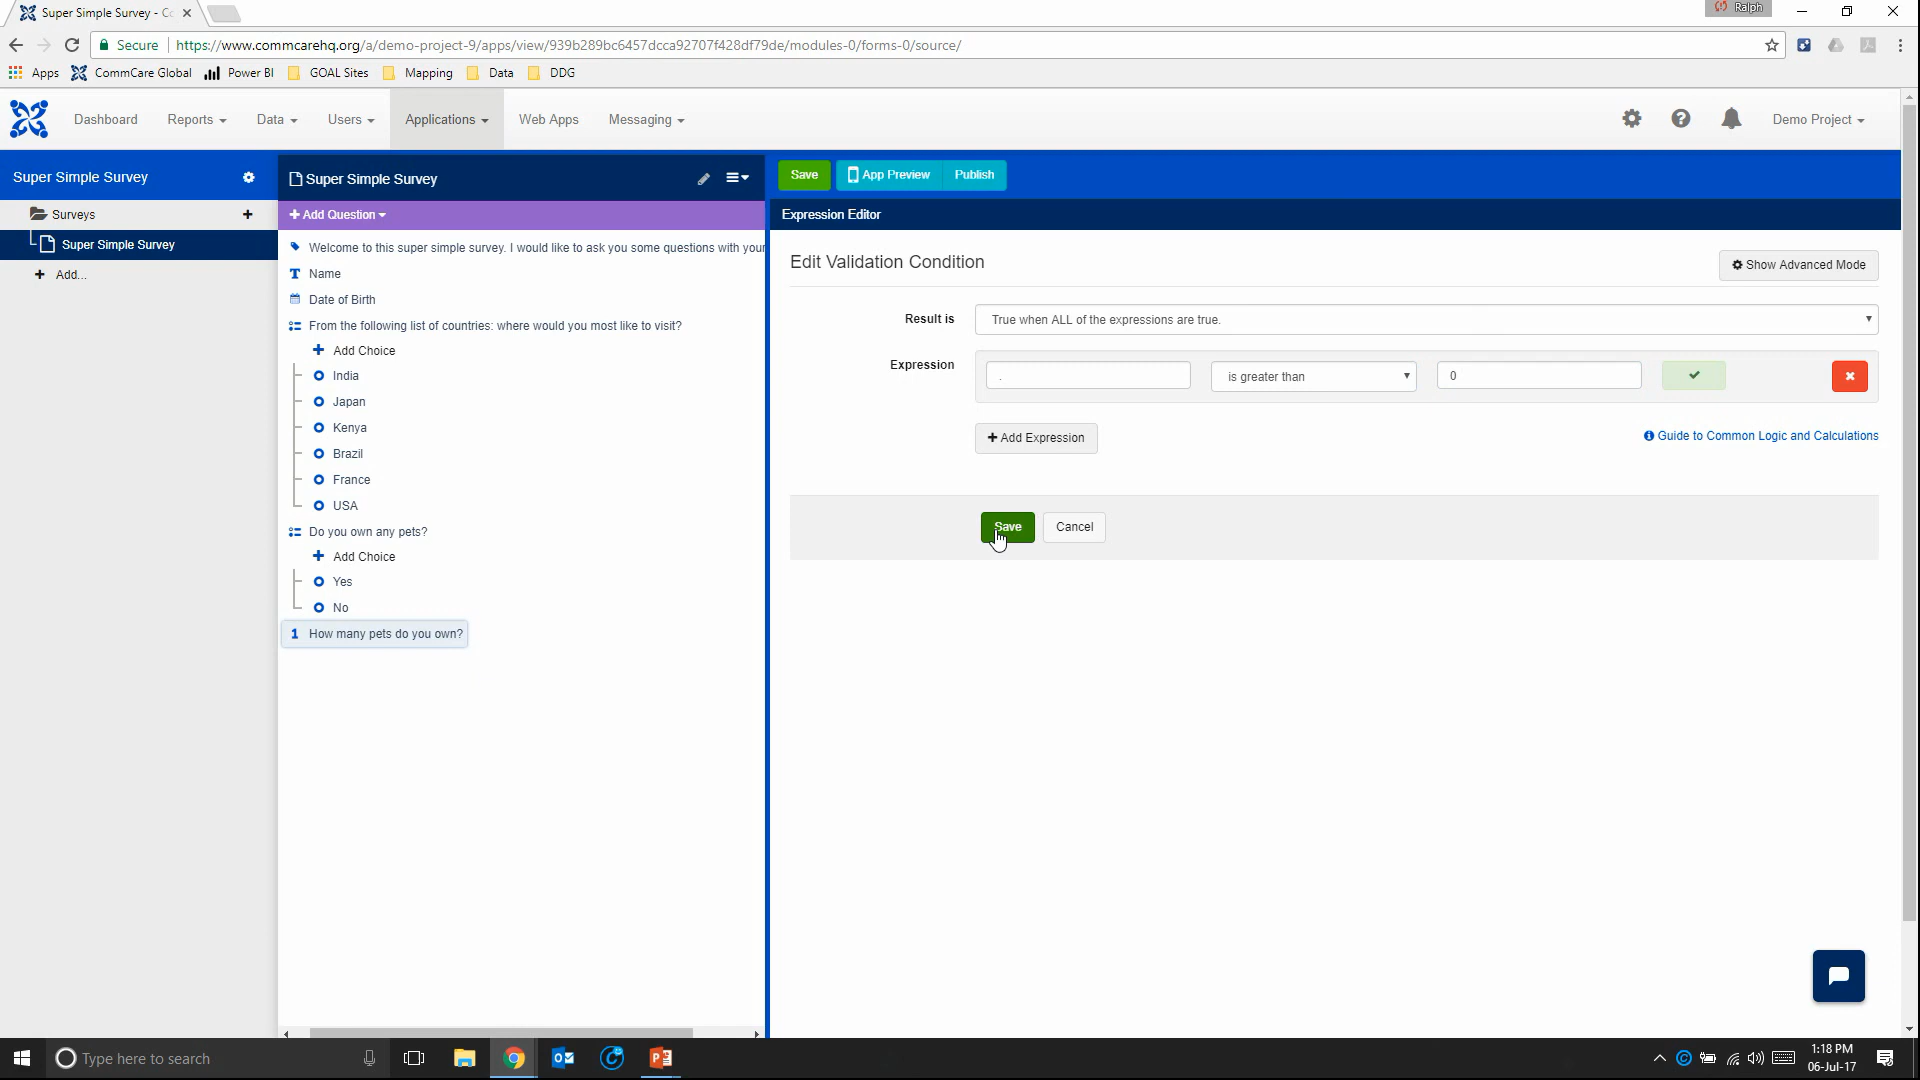 Super Simple Survey - Co
Ralph
Secure
https://www.commcarehq.org/a/demo-project-9/apps/view/939b289bc6457dcca92707f428df79de/modules-0/forms-0/source/
Apps CommCare Global Power BI GOAL Sites Mapping Data DDG
Dashboard Reports Data Users Applications Web Apps Messaging Demo Project
Super Simple Survey
Surveys
Super Simple Survey
Add...
Super Simple Survey
Add Question
Welcome to this super simple survey. I would like to ask you some questions with your
Name
Date of Birth
From the following list of countries: where would you most like to visit?
Add Choice
India
Japan
Kenya
Brazil
France
USA
Do you own any pets?
Add Choice
Yes
No
1 How many pets do you own?
Save App Preview Publish
Expression Editor
Edit Validation Condition
Show Advanced Mode
Result is True when ALL of the expressions are true.
Expression . is greater than 0
Add Expression
Guide to Common Logic and Calculations
Save Cancel
Type here to search
1:18 PM
06-Jul-17